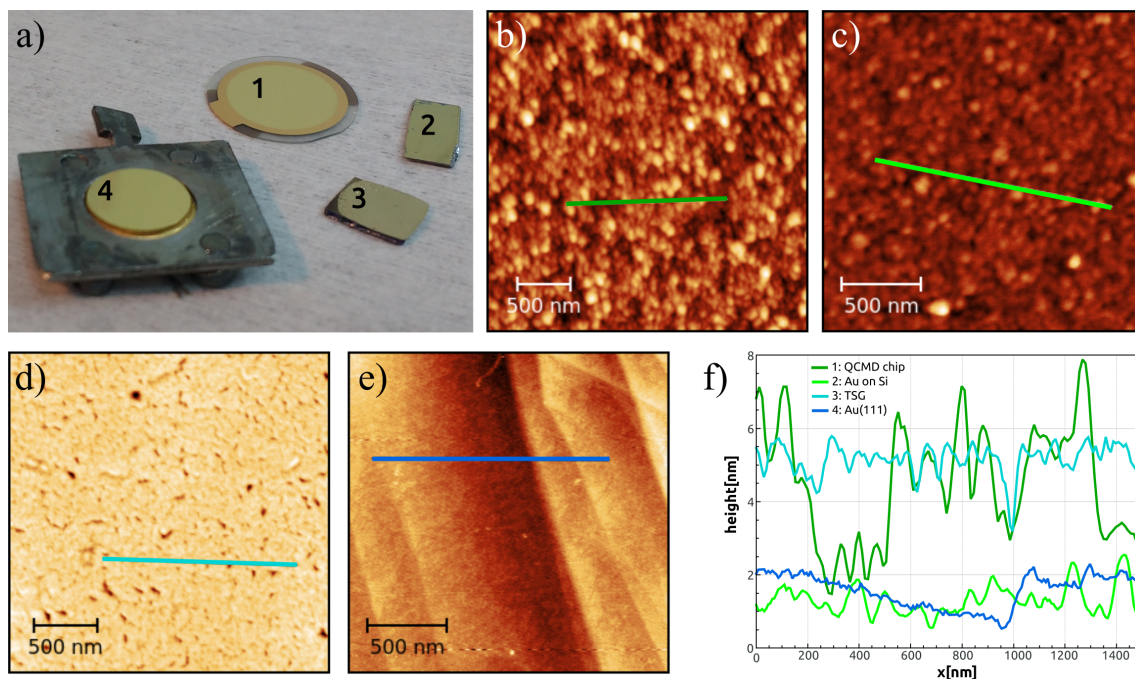 a)
1
2
3
4
b)
500 nm
c)
500 nm
d)
500 nm
e)
500 nm
f)
1: QCMD chip
2: Au on Si
3: TSG
4: Au(111)
height[nm]
8
6
4
2
0
0 200 400 600 800 1000 1200 1400
x[nm]